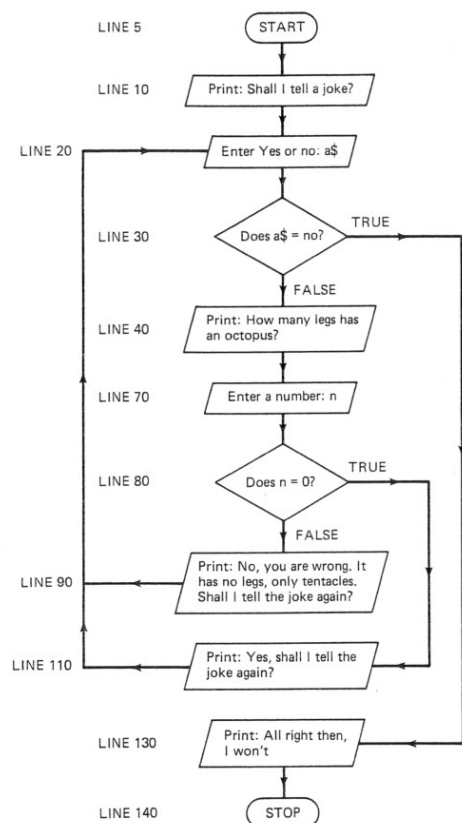 LINE 5 START
LINE 10 Print: Shall I tell a joke?
LINE 20 Enter Yes or no: a$
LINE 30 Does a$ = no? TRUE
FALSE
LINE 40 Print: How many legs has
an octopus?
LINE 70 Enter a number: n
LINE 80 Does n = 0? TRUE
FALSE
LINE 90 Print: No, you are wrong. It
has no legs, only tentacles.
Shall I tell the joke again?
LINE 110 Print: Yes, shall I tell the
joke again?
LINE 130 Print: All right then,
I won't
LINE 140 STOP